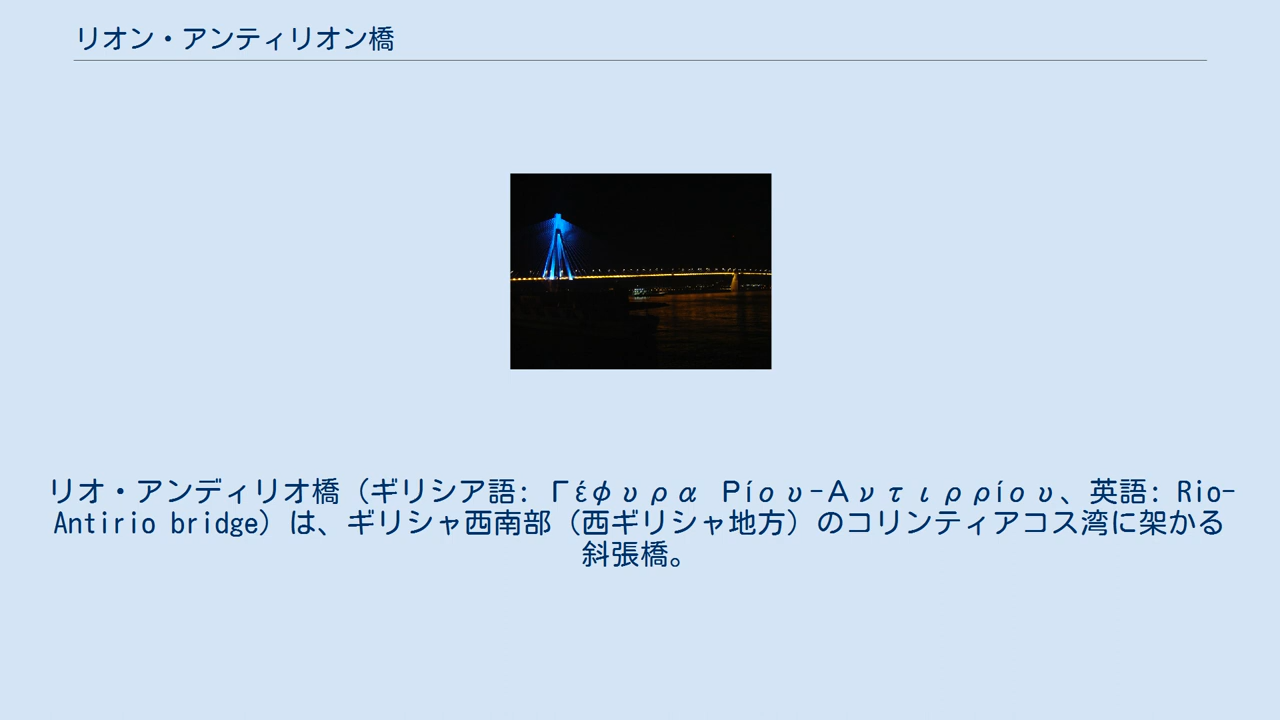 リオン・アンティリオン橋
リオ・アンディリオ橋（ギリシア語: Γέφυρα Ρίου-Αντιρρίου、英語: Rio-
Antirio bridge）は、ギリシャ西南部（西ギリシャ地方）のコリンティアコス湾に架かる
斜張橋。